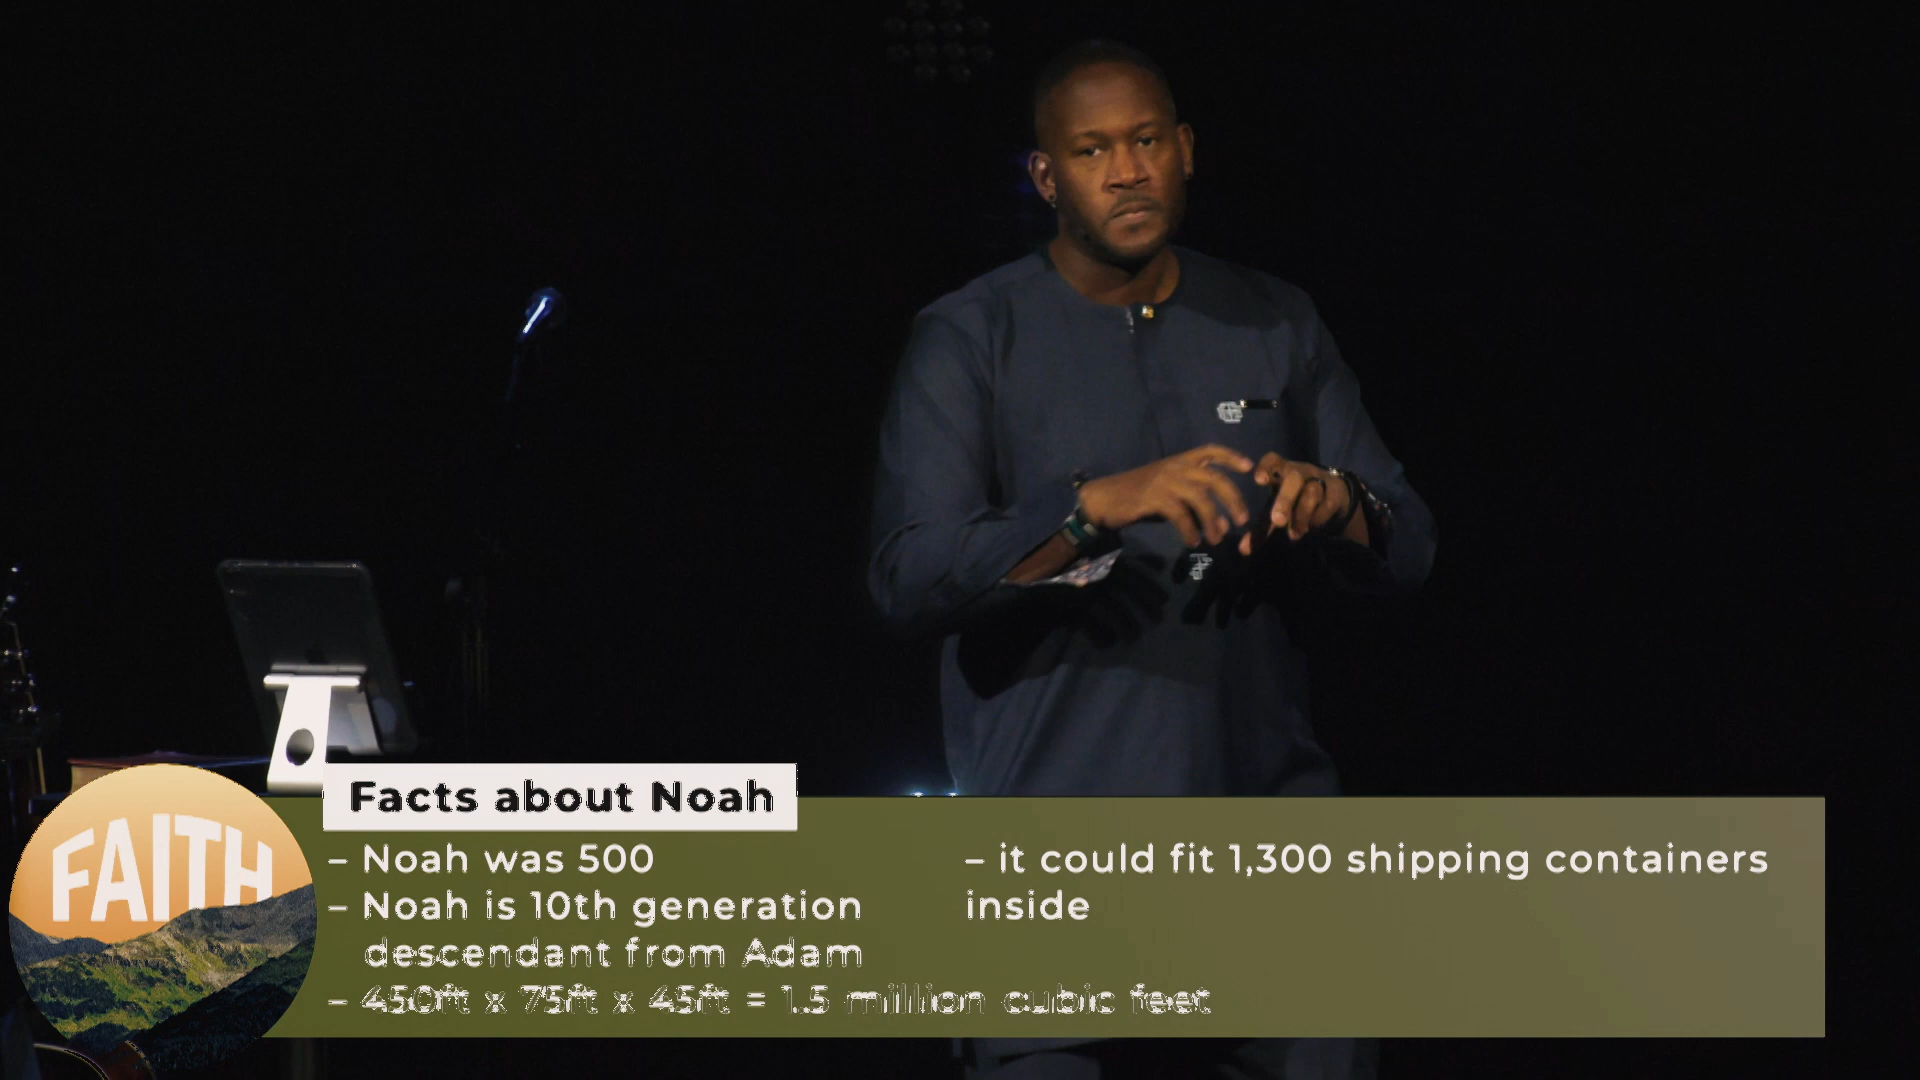 FAITH
Facts about Noah
– Noah was 500
– Noah is 10th generation
descendant from Adam
– 450ft x 75ft x 45ft = 1.5 million cubic feet
– it could fit 1,300 shipping containers
inside